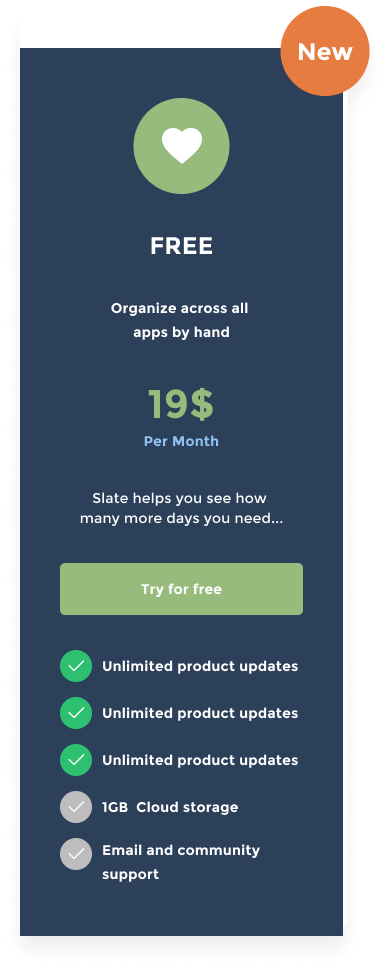 New
FREE
Organize across all
apps by hand
19$
Per Month
Slate helps you see how
many more days you need...
Try for free
Unlimited product updates
Unlimited product updates
Unlimited product updates
1GB  Cloud storage
Email and community
support